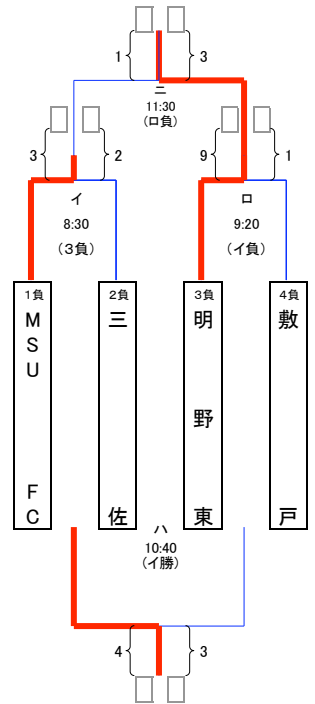 1 3
ニ
11:30
(ロ負)
3 2 9 1
イ ロ
8:30 9:20
(3負) (イ負)
1負 2負 3負 4負
MSU FC
三佐
明野東
敷戸
ハ
10:40
(イ勝)
4 3